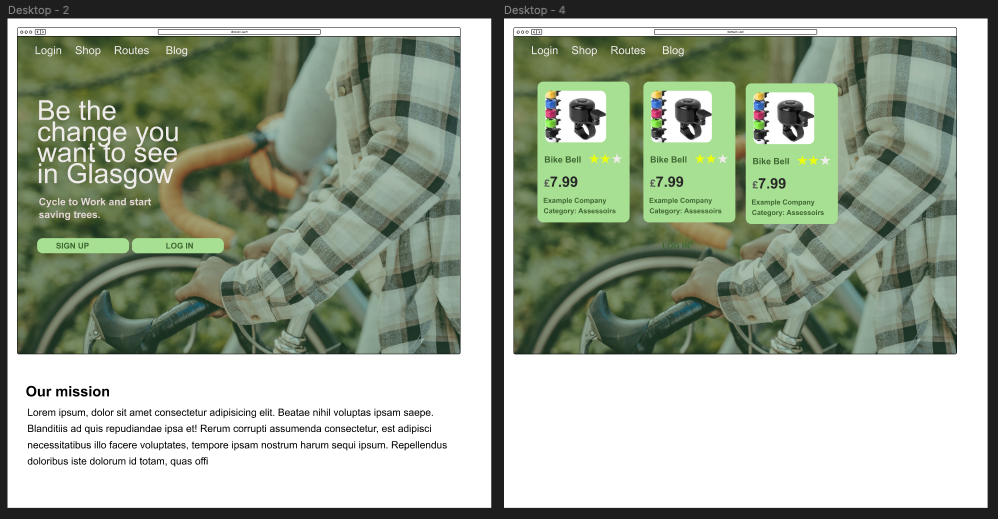 Desktop - 2
Login Shop Routes Blog
Be the
change you
want to see
in Glasgow
Cycle to Work and start
saving trees.
SIGN UP LOG IN
Our mission
Lorem ipsum, dolor sit amet consectetur adipisicing elit. Beatae nihil voluptas ipsam saepe.
Blanditiis ad quis repudiandae ipsa et! Rerum corrupti assumenda consectetur, est adipisci
necessitatibus illo facere voluptates, tempore ipsam nostrum harum sequi ipsum. Repellendus
doloribus iste dolorum id totam, quas offi
Desktop - 4
Login Shop Routes Blog
Bike Bell
£7.99
Example Company
Category: Assessoirs
Bike Bell
£7.99
Example Company
Category: Assessoirs
Bike Bell
£7.99
Example Company
Category: Assessoirs
LOG IN